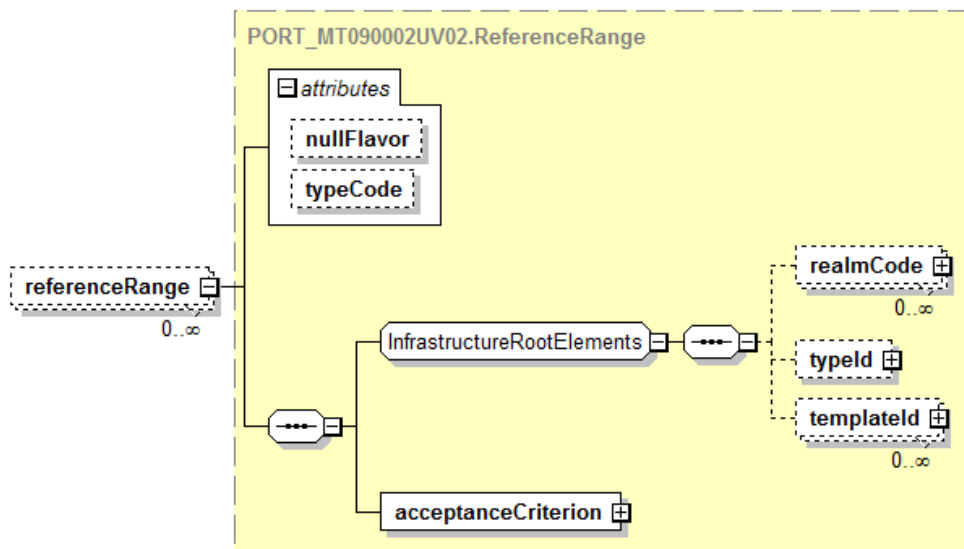 PORT_MT090002UV02.ReferenceRange
attributes
nullFlavor
typeCode
referenceRange
0..∞
InfrastructureRootElements
realmCode
0..∞
typeId
templateId
0..∞
acceptanceCriterion